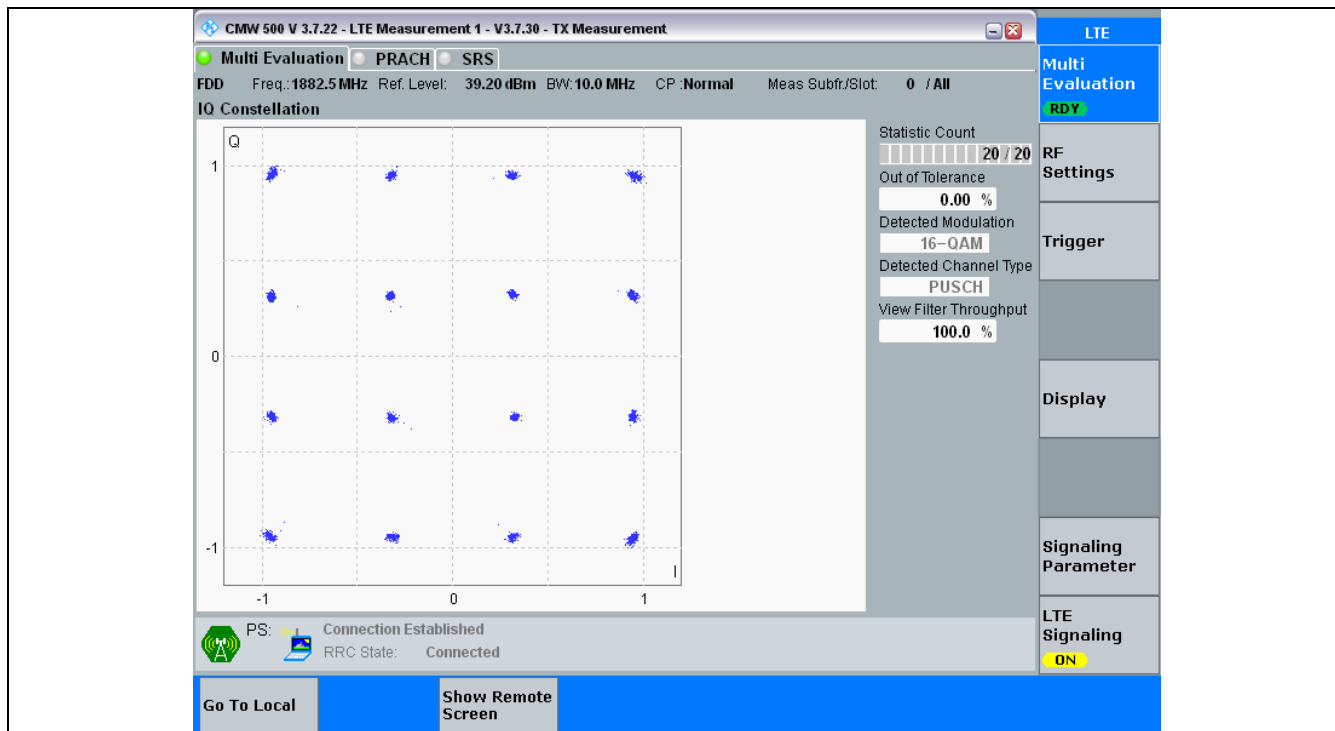 CMW 500 V 3.7.22 - LTE Measurement 1 - V3.7.30 - TX Measurement
LTE
Multi Evaluation PRACH SRS
FDD Freq.:1882.5 MHz Ref. Level: 39.20 dBm BW:10.0 MHz CP :Normal Meas Subfr./Slot: 0 / All
IQ Constellation
Q
1
0
-1
I
-1 0 1
Statistic Count
20 / 20
Out of Tolerance
0.00 %
Detected Modulation
16-QAM
Detected Channel Type
PUSCH
View Filter Throughput
100.0 %
Multi
Evaluation
RDY
RF
Settings
Trigger
Display
Signaling
Parameter
LTE
Signaling
ON
PS: Connection Established
RRC State: Connected
Go To Local
Show Remote
Screen